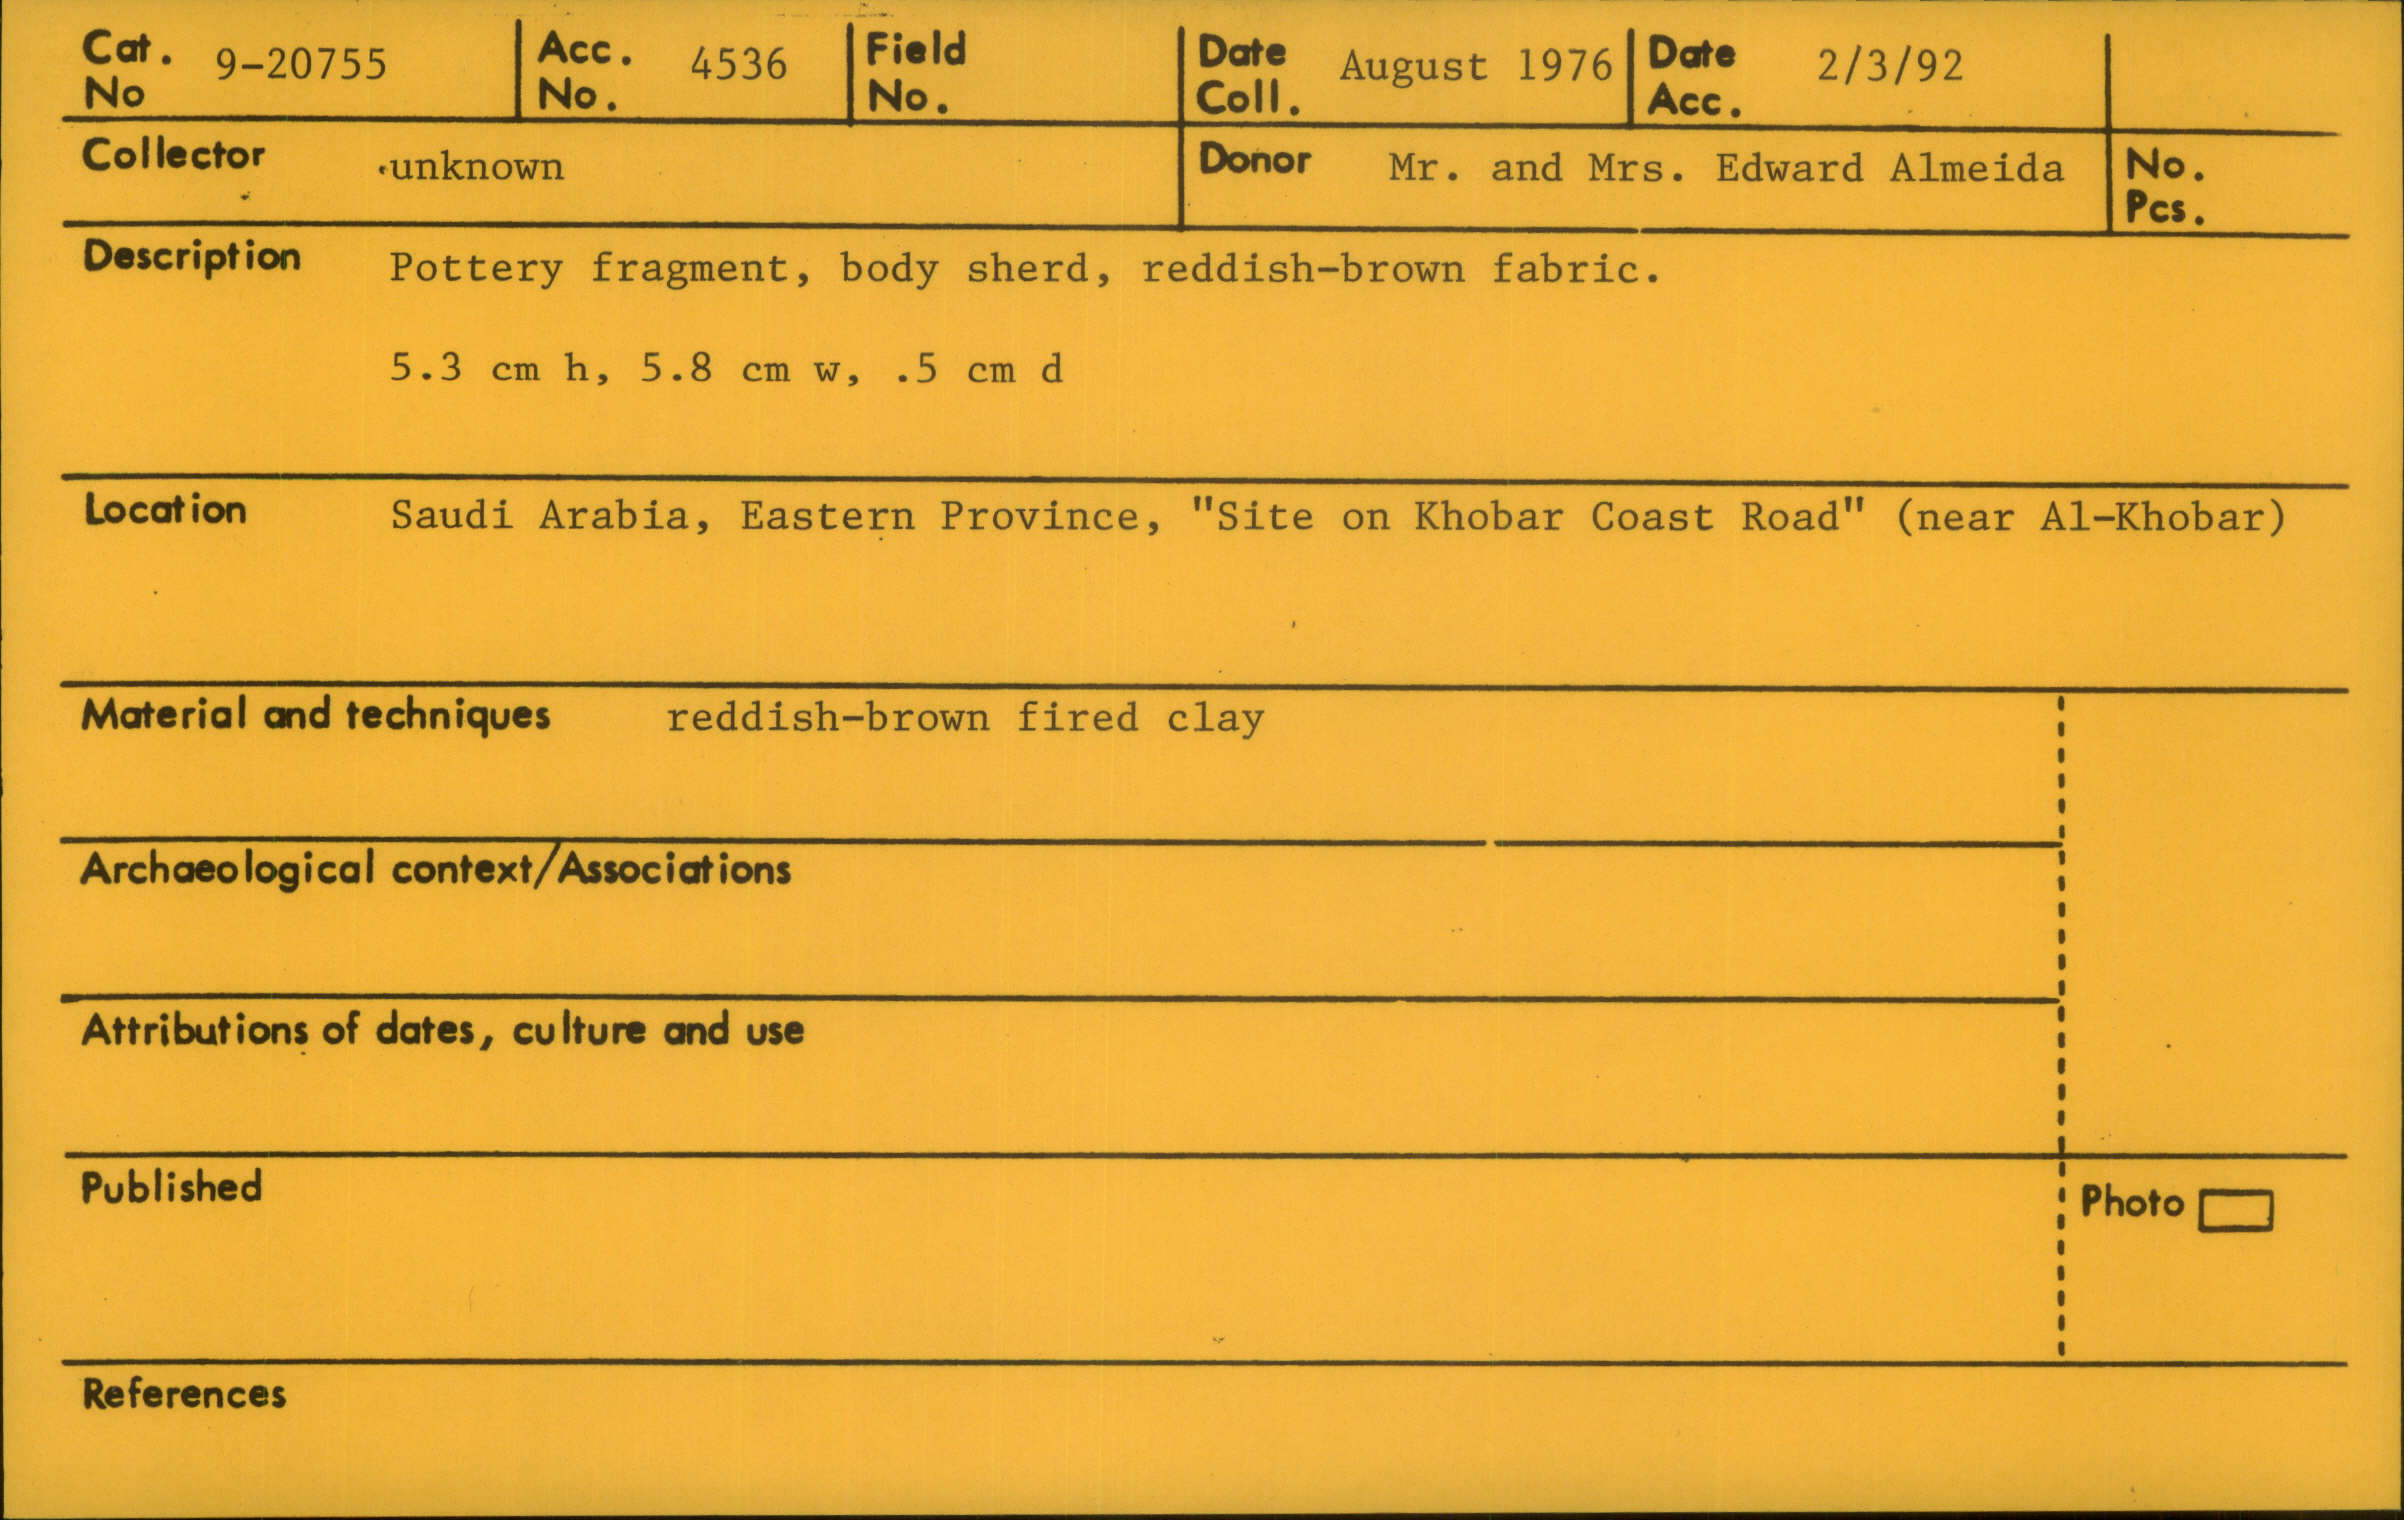 Cat. No 9-20755 Acc. No. 4536 Field No. Date Coll. August 1976 Date Acc. 2/3/92
Collector unknown Donor Mr. and Mrs. Edward Almeida No. Pcs.
Description Pottery fragment, body sherd, reddish-brown fabric.
5.3 cm h, 5.8 cm w, .5 cm d
Location Saudi Arabia, Eastern Province, "Site on Khobar Coast Road" (near Al-Khobar)
Material and techniques reddish-brown fired clay
Archaeological context/Associations
Attributions of dates, culture and use
Published Photo
References